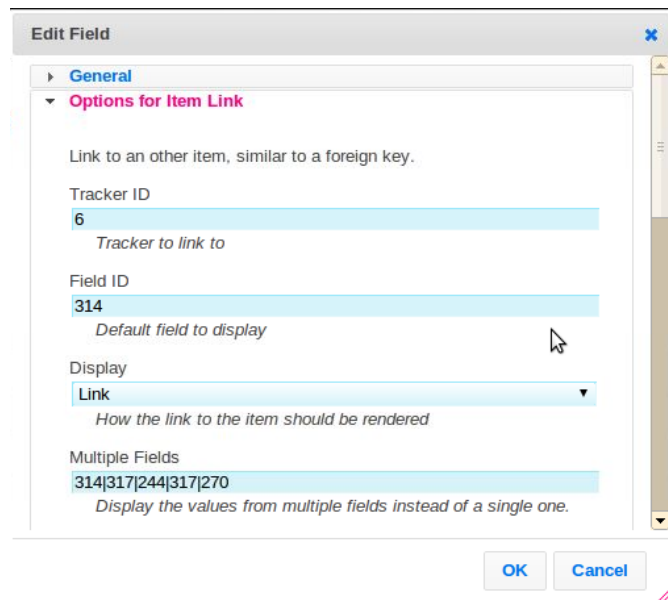 Edit Field
General
Options for Item Link
Link to an other item, similar to a foreign key.
Tracker ID
6
Tracker to link to
Field ID
314
Default field to display
Display
Link
How the link to the item should be rendered
Multiple Fields
314|317|244|317|270
Display the values from multiple fields instead of a single one.
OK Cancel